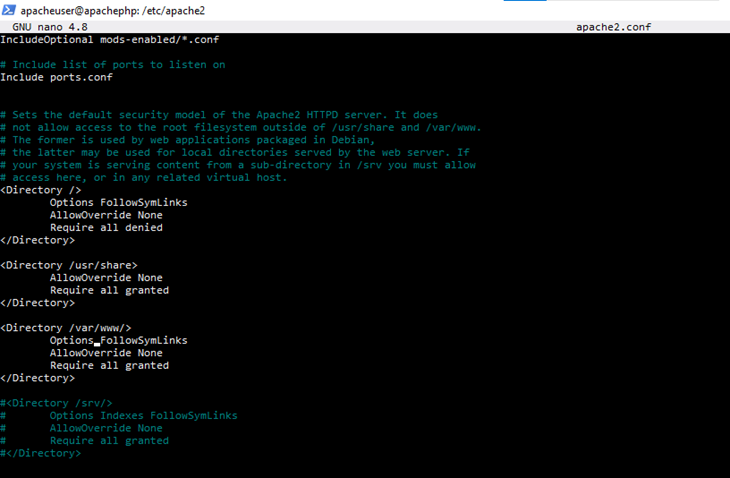 apacheuser@apachephp: /etc/apache2
GNU nano 4.8 apache2.conf
IncludeOptional mods-enabled/*.conf
# Include list of ports to listen on
Include ports.conf
# Sets the default security model of the Apache2 HTTPD server. It does
# not allow access to the root filesystem outside of /usr/share and /var/www.
# The former is used by web applications packaged in Debian,
# the latter may be used for local directories served by the web server. If
# your system is serving content from a sub-directory in /srv you must allow
# access here, or in any related virtual host.
<Directory />
Options FollowSymLinks
AllowOverride None
Require all denied
</Directory>
<Directory /usr/share>
AllowOverride None
Require all granted
</Directory>
<Directory /var/www/>
Options FollowSymLinks
AllowOverride None
Require all granted
</Directory>
#<Directory /srv/>
# Options Indexes FollowSymLinks
# AllowOverride None
# Require all granted
#</Directory>